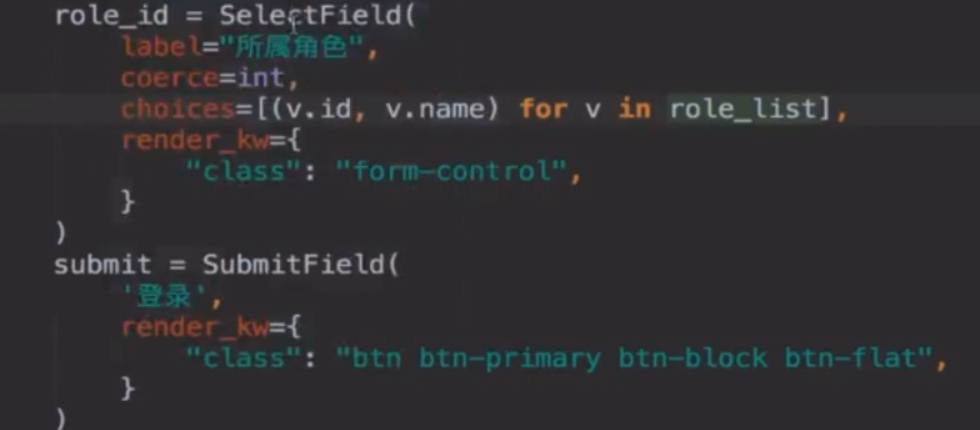 role_id = SelectField(
label="所属角色",
coerce=int,
choices=[(v.id, v.name) for v in role_list],
render_kw={
"class": "form-control",
}
)
submit = SubmitField(
'登录',
render_kw={
"class": "btn btn-primary btn-block btn-flat",
}
)